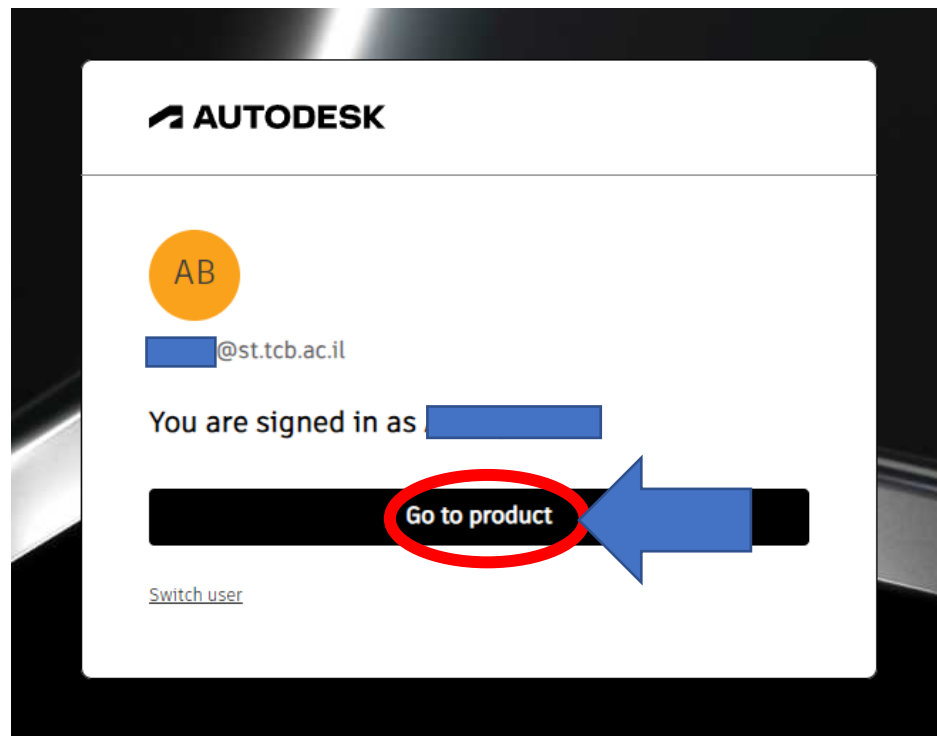 AUTODESK
AB
@st.tcb.ac.il
You are signed in as
Go to product
Switch user